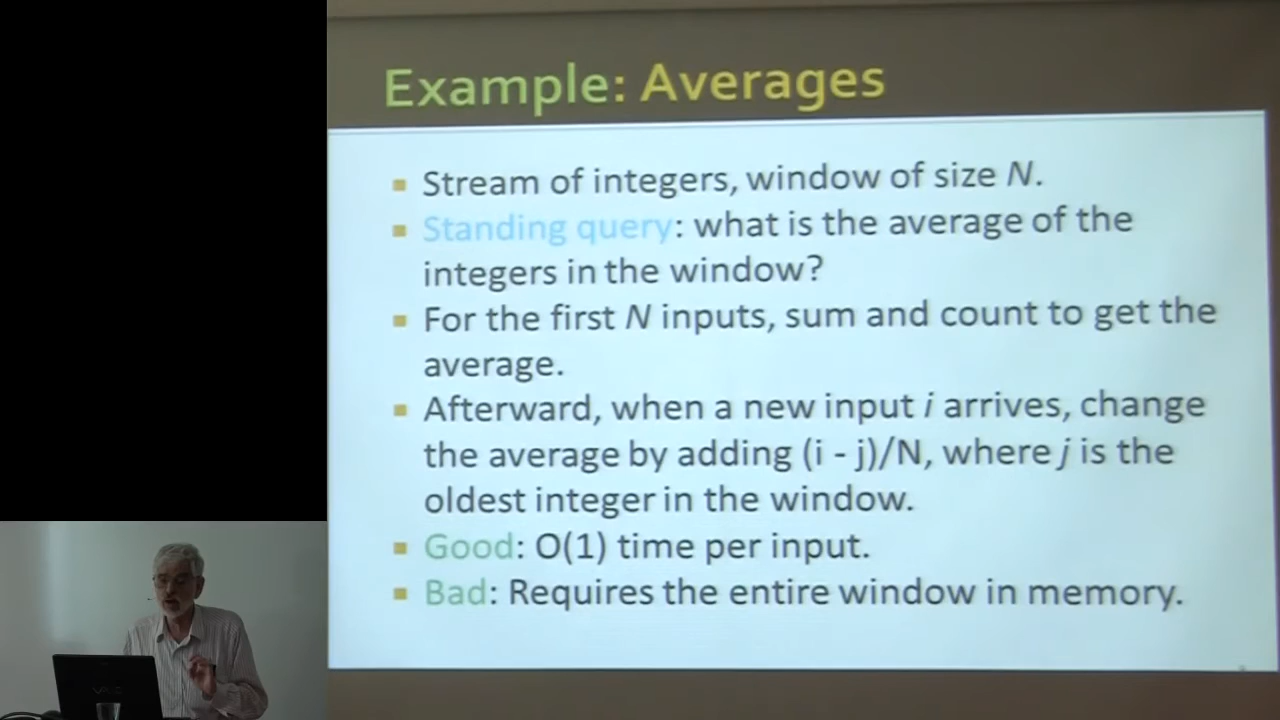 Example: Averages
Stream of integers, window of size N.
Standing query: what is the average of the
integers in the window?
For the first N inputs, sum and count to get the
average.
Afterward, when a new input i arrives, change
the average by adding (i - j)/N, where j is the
oldest integer in the window.
Good: O(1) time per input.
Bad: Requires the entire window in memory.